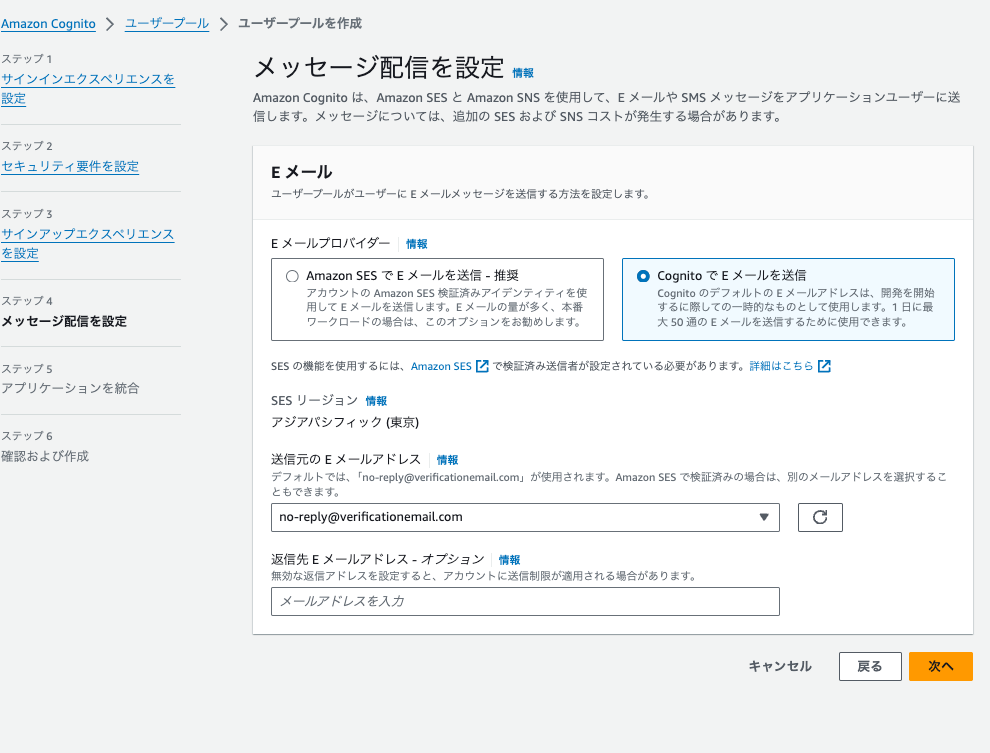 Amazon Cognito > ユーザープール > ユーザープールを作成
ステップ 1
サインインエクスペリエンスを
設定
ステップ 2
セキュリティ要件を設定
ステップ 3
サインアップエクスペリエンス
を設定
ステップ 4
メッセージ配信を設定
ステップ 5
アプリケーションを統合
ステップ 6
確認および作成
メッセージ配信を設定 情報
Amazon Cognito は、Amazon SES と Amazon SNS を使用して、E メールや SMS メッセージをアプリケーションユーザーに送
信します。メッセージについては、追加の SES および SNS コストが発生する場合があります。
E メール
ユーザープールがユーザーに E メールメッセージを送信する方法を設定します。
E メールプロバイダー 情報
Amazon SES で E メールを送信 - 推奨
アカウントの Amazon SES 検証済みアイデンティティを使
用して E メールを送信します。E メールの量が多く、本番
ワークロードの場合は、このオプションをお勧めします。
Cognito で E メールを送信
Cognito のデフォルトの E メールアドレスは、開発を開始
するに際しての一時的なものとして使用します。1 日に最
大 50 通の E メールを送信するために使用できます。
SES の機能を使用するには、Amazon SES で検証済み送信者が設定されている必要があります。詳細はこちら
SES リージョン 情報
アジアパシフィック (東京)
送信元の E メールアドレス 情報
デフォルトでは、「no-reply@verificationemail.com」が使用されます。Amazon SES で検証済みの場合は、別のメールアドレスを選択するこ
ともできます。
no-reply@verificationemail.com
返信先 E メールアドレス - オプション 情報
無効な返信アドレスを設定すると、アカウントに送信制限が適用される場合があります。
メールアドレスを入力
キャンセル 戻る 次へ